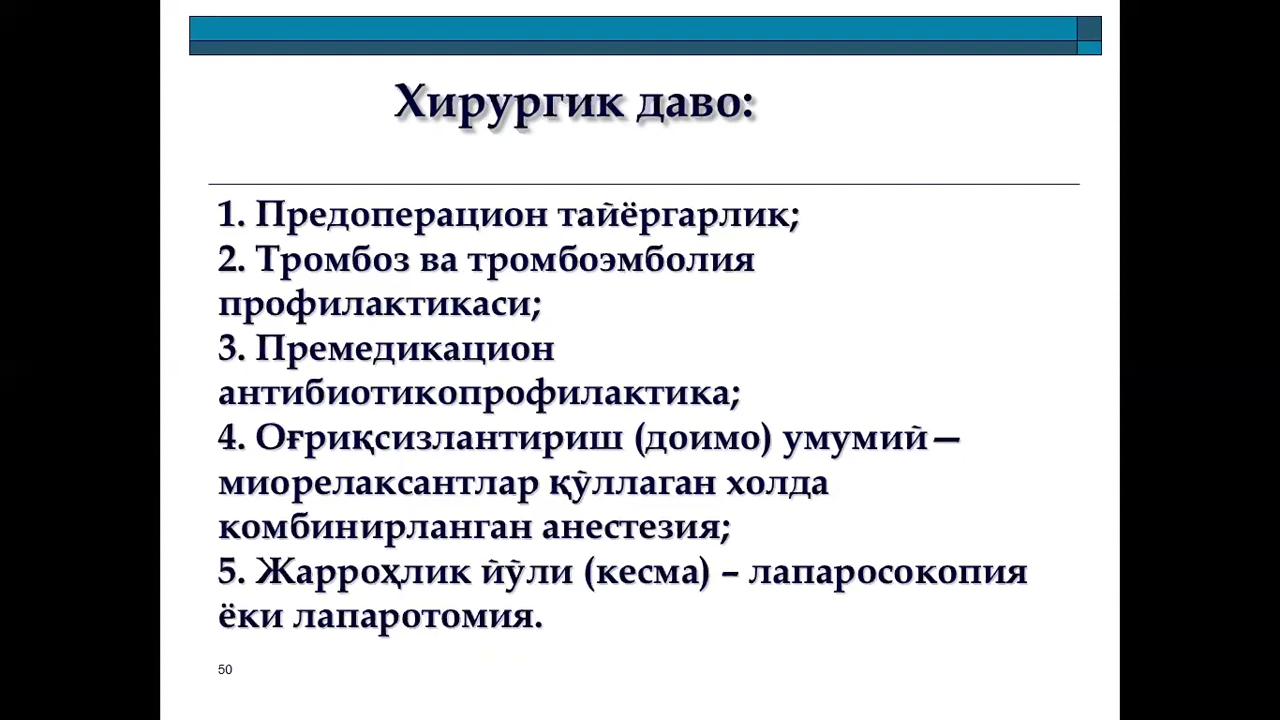 Хирургик даво:
1. Предоперацион тайёргарлик;
2. Тромбоз ва тромбоэмболия
профилактикаси;
3. Премедикацион
антибиотикопрофилактика;
4. Оғриқсизлантириш (доимо) умумий—
миорелаксантлар қўллаган холда
комбинирланган анестезия;
5. Жарроҳлик йўли (кесма) – лапаросокопия
ёки лапаротомия.
50